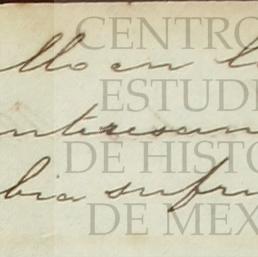 llo en l
interesan
bia sufri
CENTRO
ESTUDI
DE HISTO
DE MEX